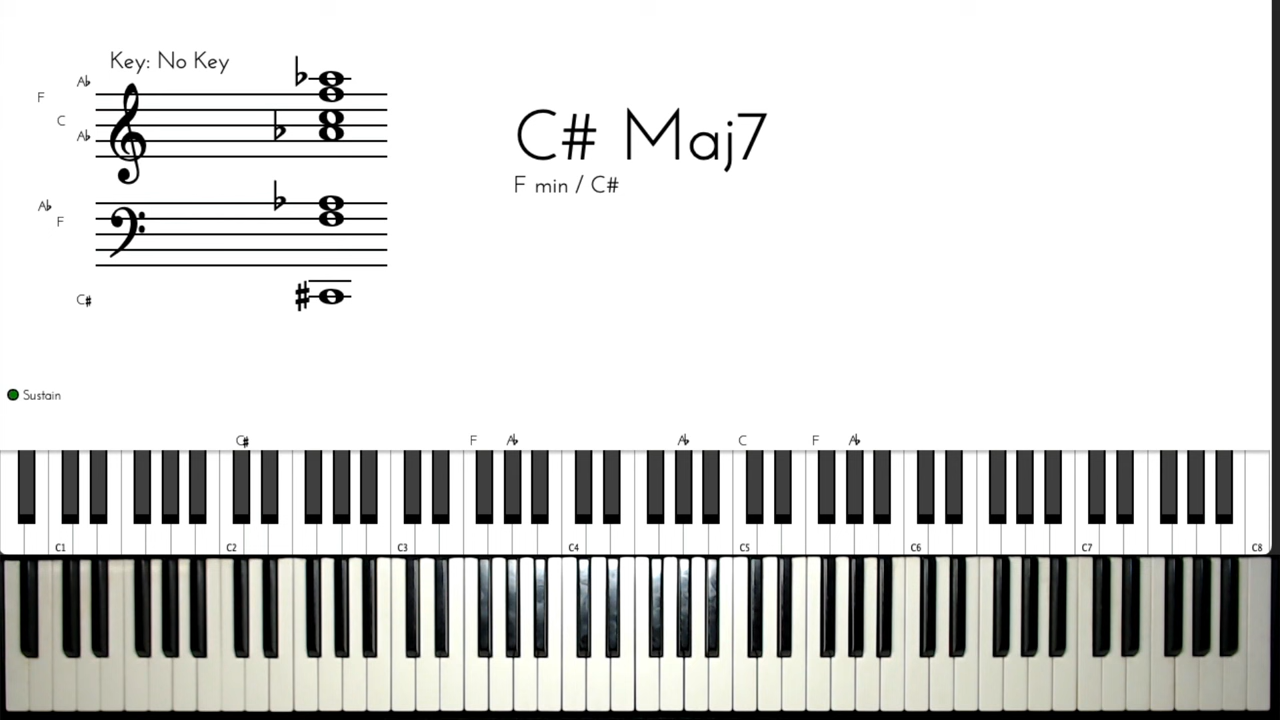 Key: No Key
Ab
F
C
Ab
Ab
F
C#
C# Maj7
F min / C#
Sustain
C# F Ab Ab C F Ab
C1 C2 C3 C4 C5 C6 C7 C8